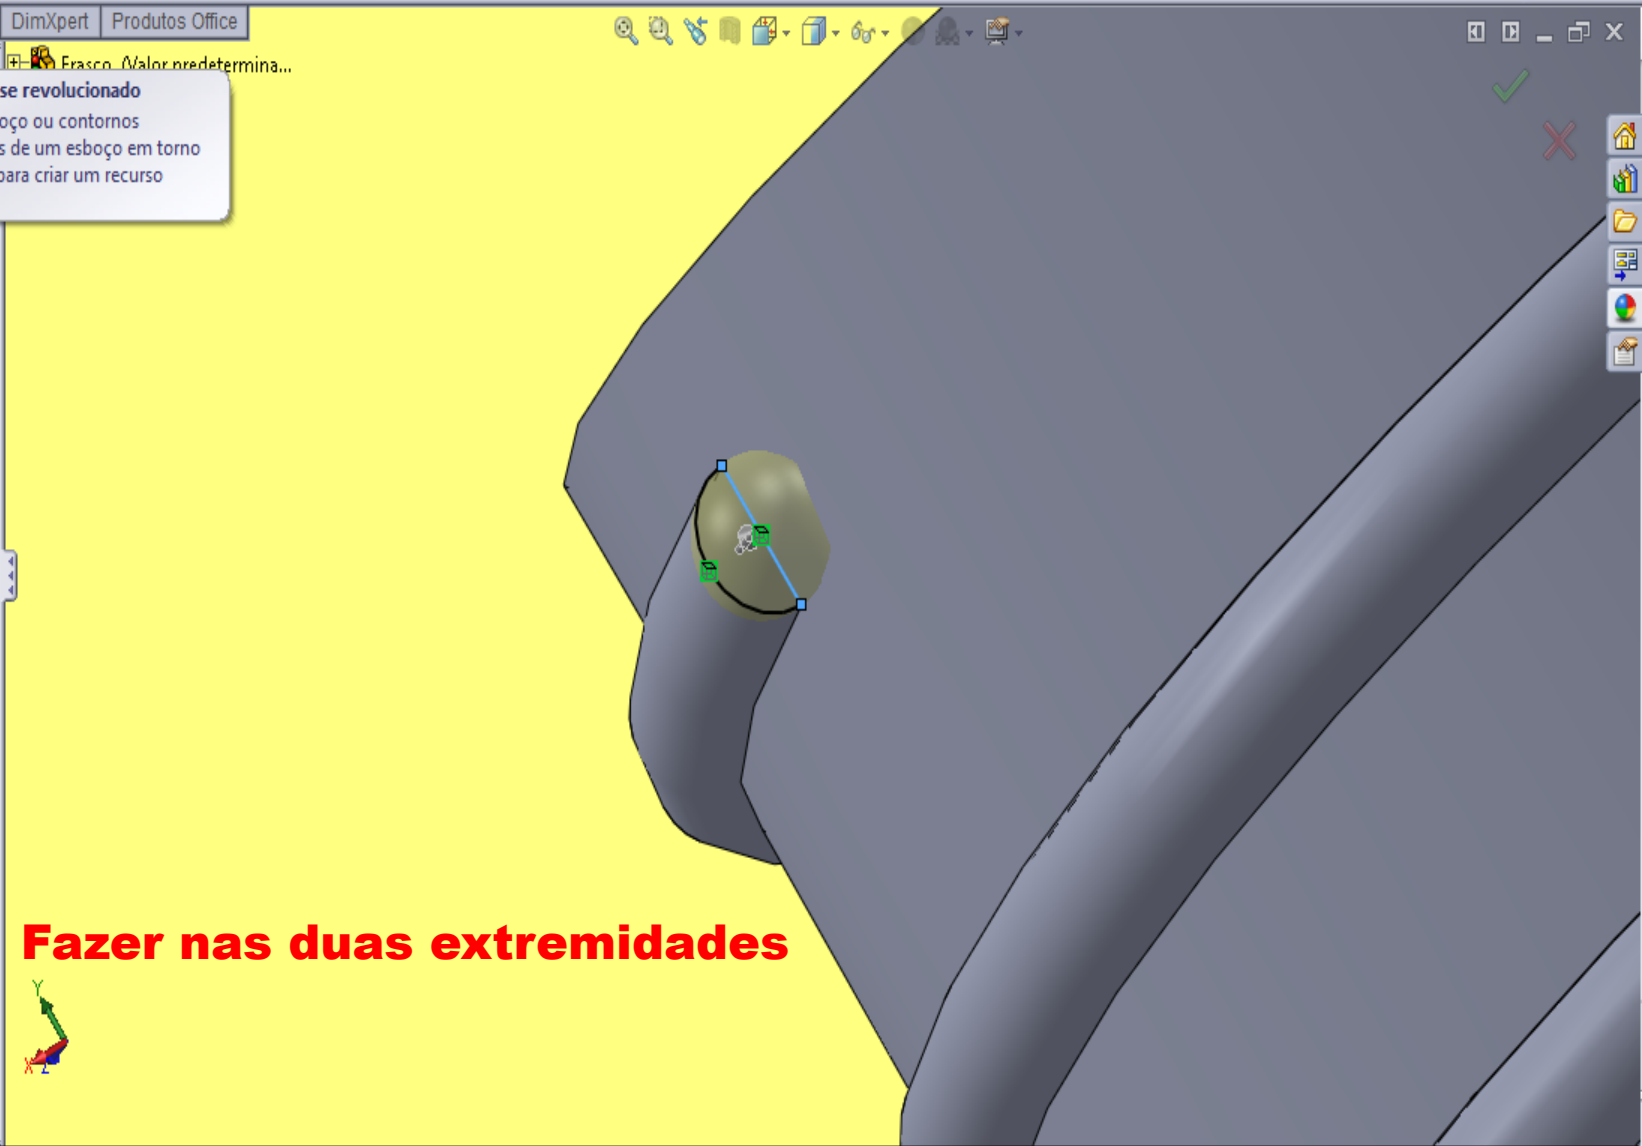 DimXpert Produtos Office
Frasco (Valor predetermina...
se revolucionado
oço ou contornos
s de um esboço em torno
para criar um recurso
Fazer nas duas extremidades
Y
X Z